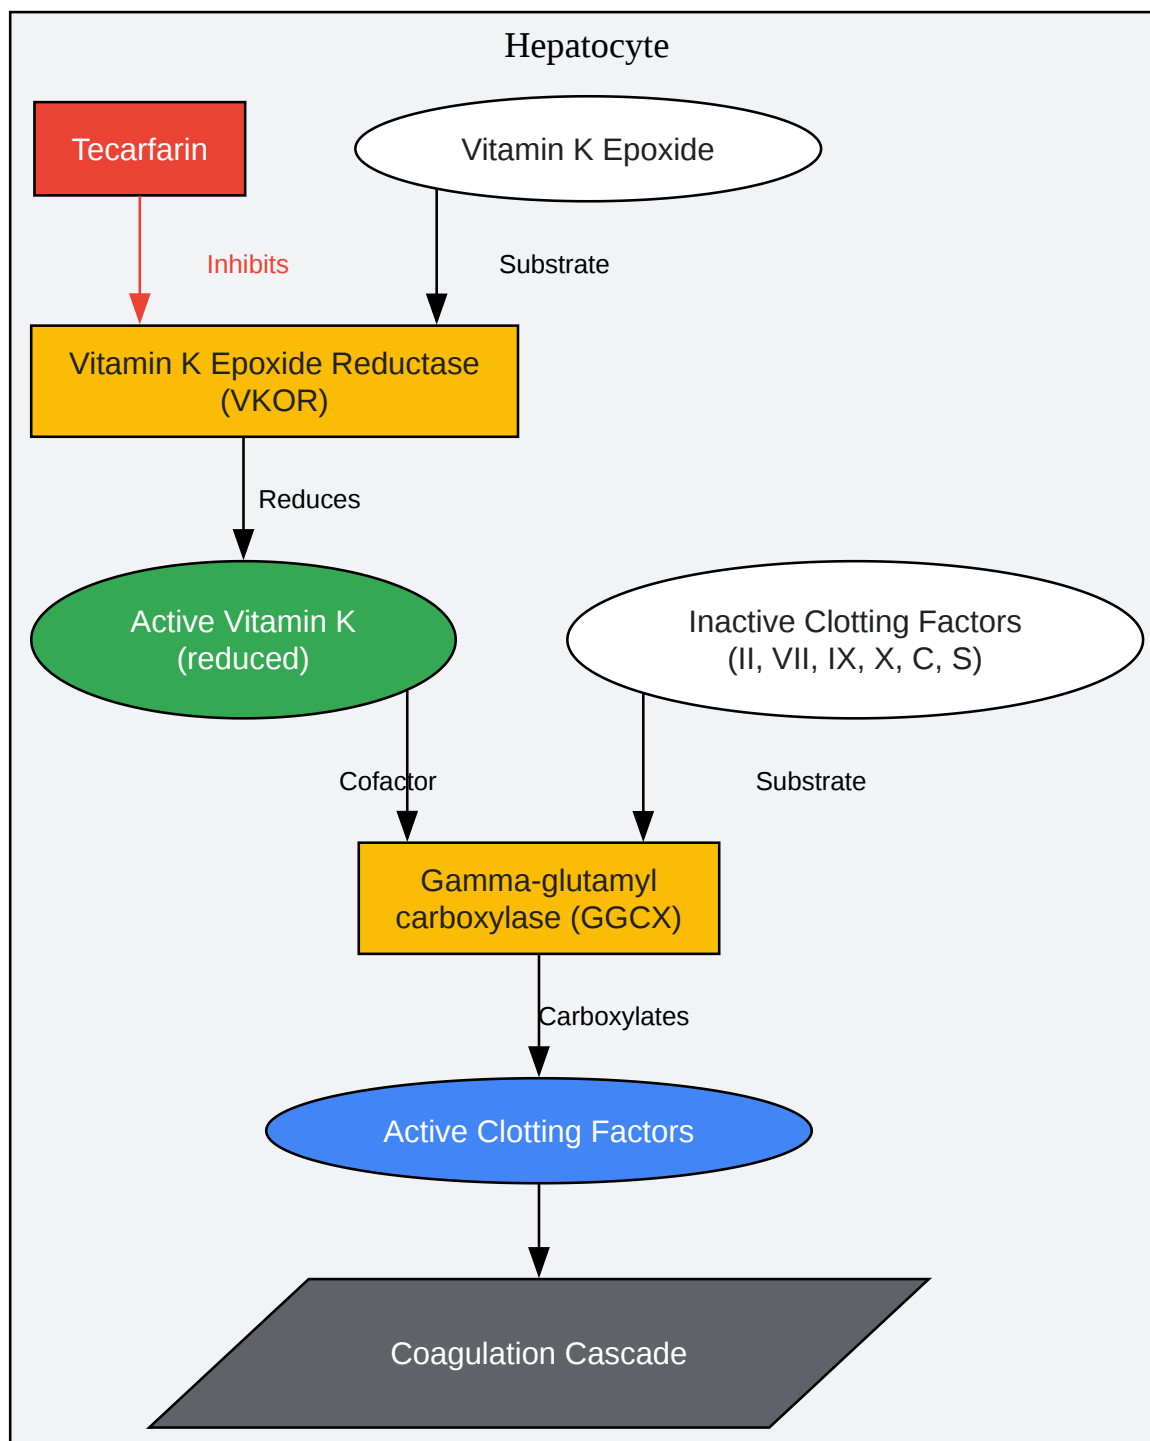 Hepatocyte
Tecarfarin
Vitamin K Epoxide
Inhibits
Substrate
Vitamin K Epoxide Reductase
(VKOR)
Reduces
Active Vitamin K
(reduced)
Inactive Clotting Factors
(II, VII, IX, X, C, S)
Cofactor
Substrate
Gamma-glutamyl
carboxylase (GGCX)
Carboxylates
Active Clotting Factors
Coagulation Cascade